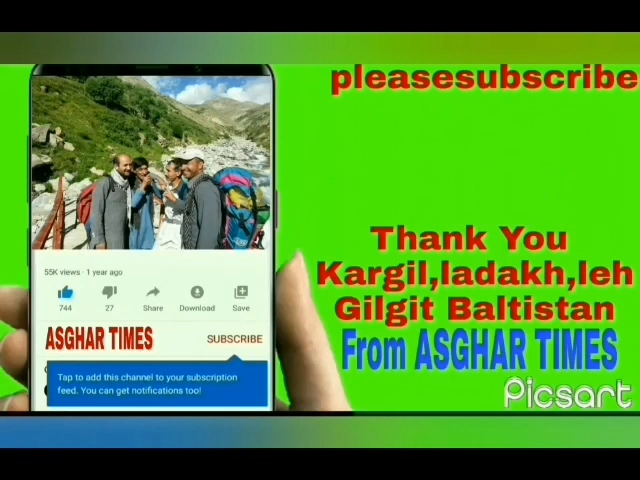 pleasesubscribe
55K views · 1 year ago
744
27
Share
Download
Save
ASGHAR TIMES
SUBSCRIBE
Tap to add this channel to your subscription
feed. You can get notifications too!
Thank You
Kargil,ladakh,leh
Gilgit Baltistan
From ASGHAR TIMES
Picsart